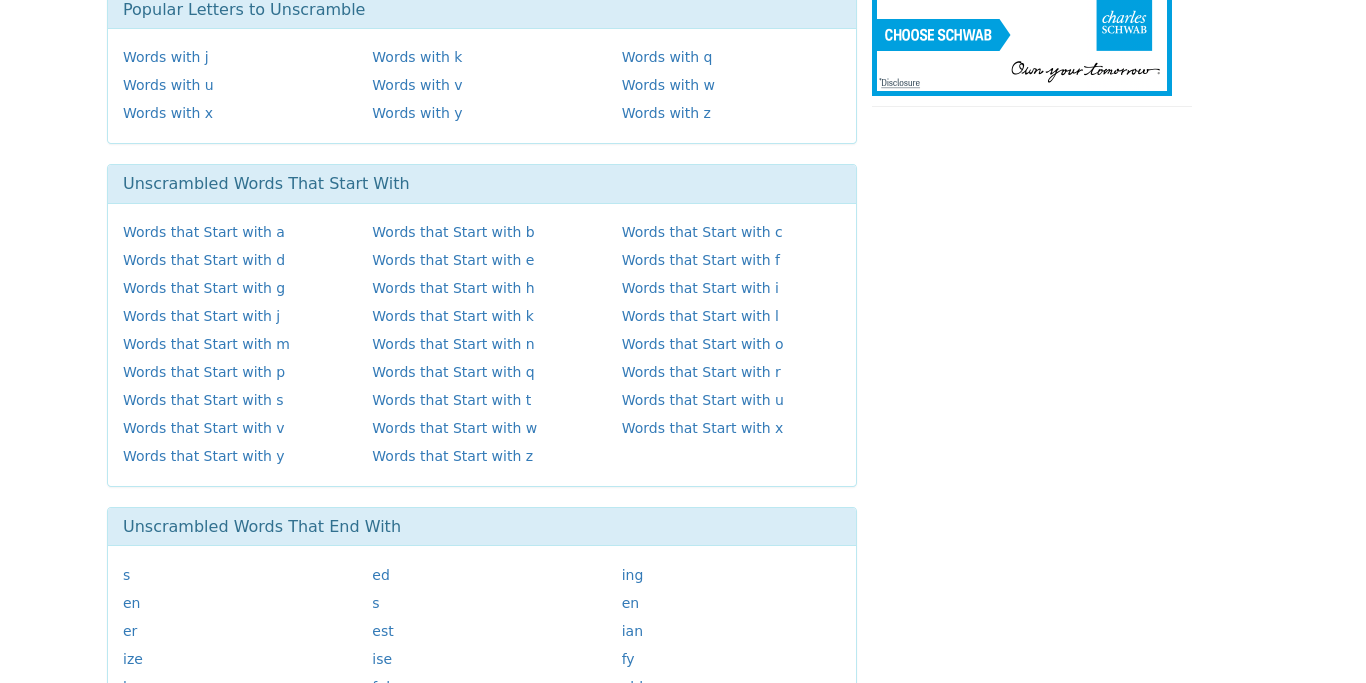 Popular Letters to Unscramble
Words with j
Words with k
Words with q
Words with u
Words with v
Words with w
Words with x
Words with y
Words with z
Unscrambled Words That Start With
Words that Start with a
Words that Start with b
Words that Start with c
Words that Start with d
Words that Start with e
Words that Start with f
Words that Start with g
Words that Start with h
Words that Start with i
Words that Start with j
Words that Start with k
Words that Start with l
Words that Start with m
Words that Start with n
Words that Start with o
Words that Start with p
Words that Start with q
Words that Start with r
Words that Start with s
Words that Start with t
Words that Start with u
Words that Start with v
Words that Start with w
Words that Start with x
Words that Start with y
Words that Start with z
Unscrambled Words That End With
s
ed
ing
en
s
en
er
est
ian
ize
ise
fy
CHOOSE SCHWAB
charles
SCHWAB
Own your tomorrow.
*Disclosure